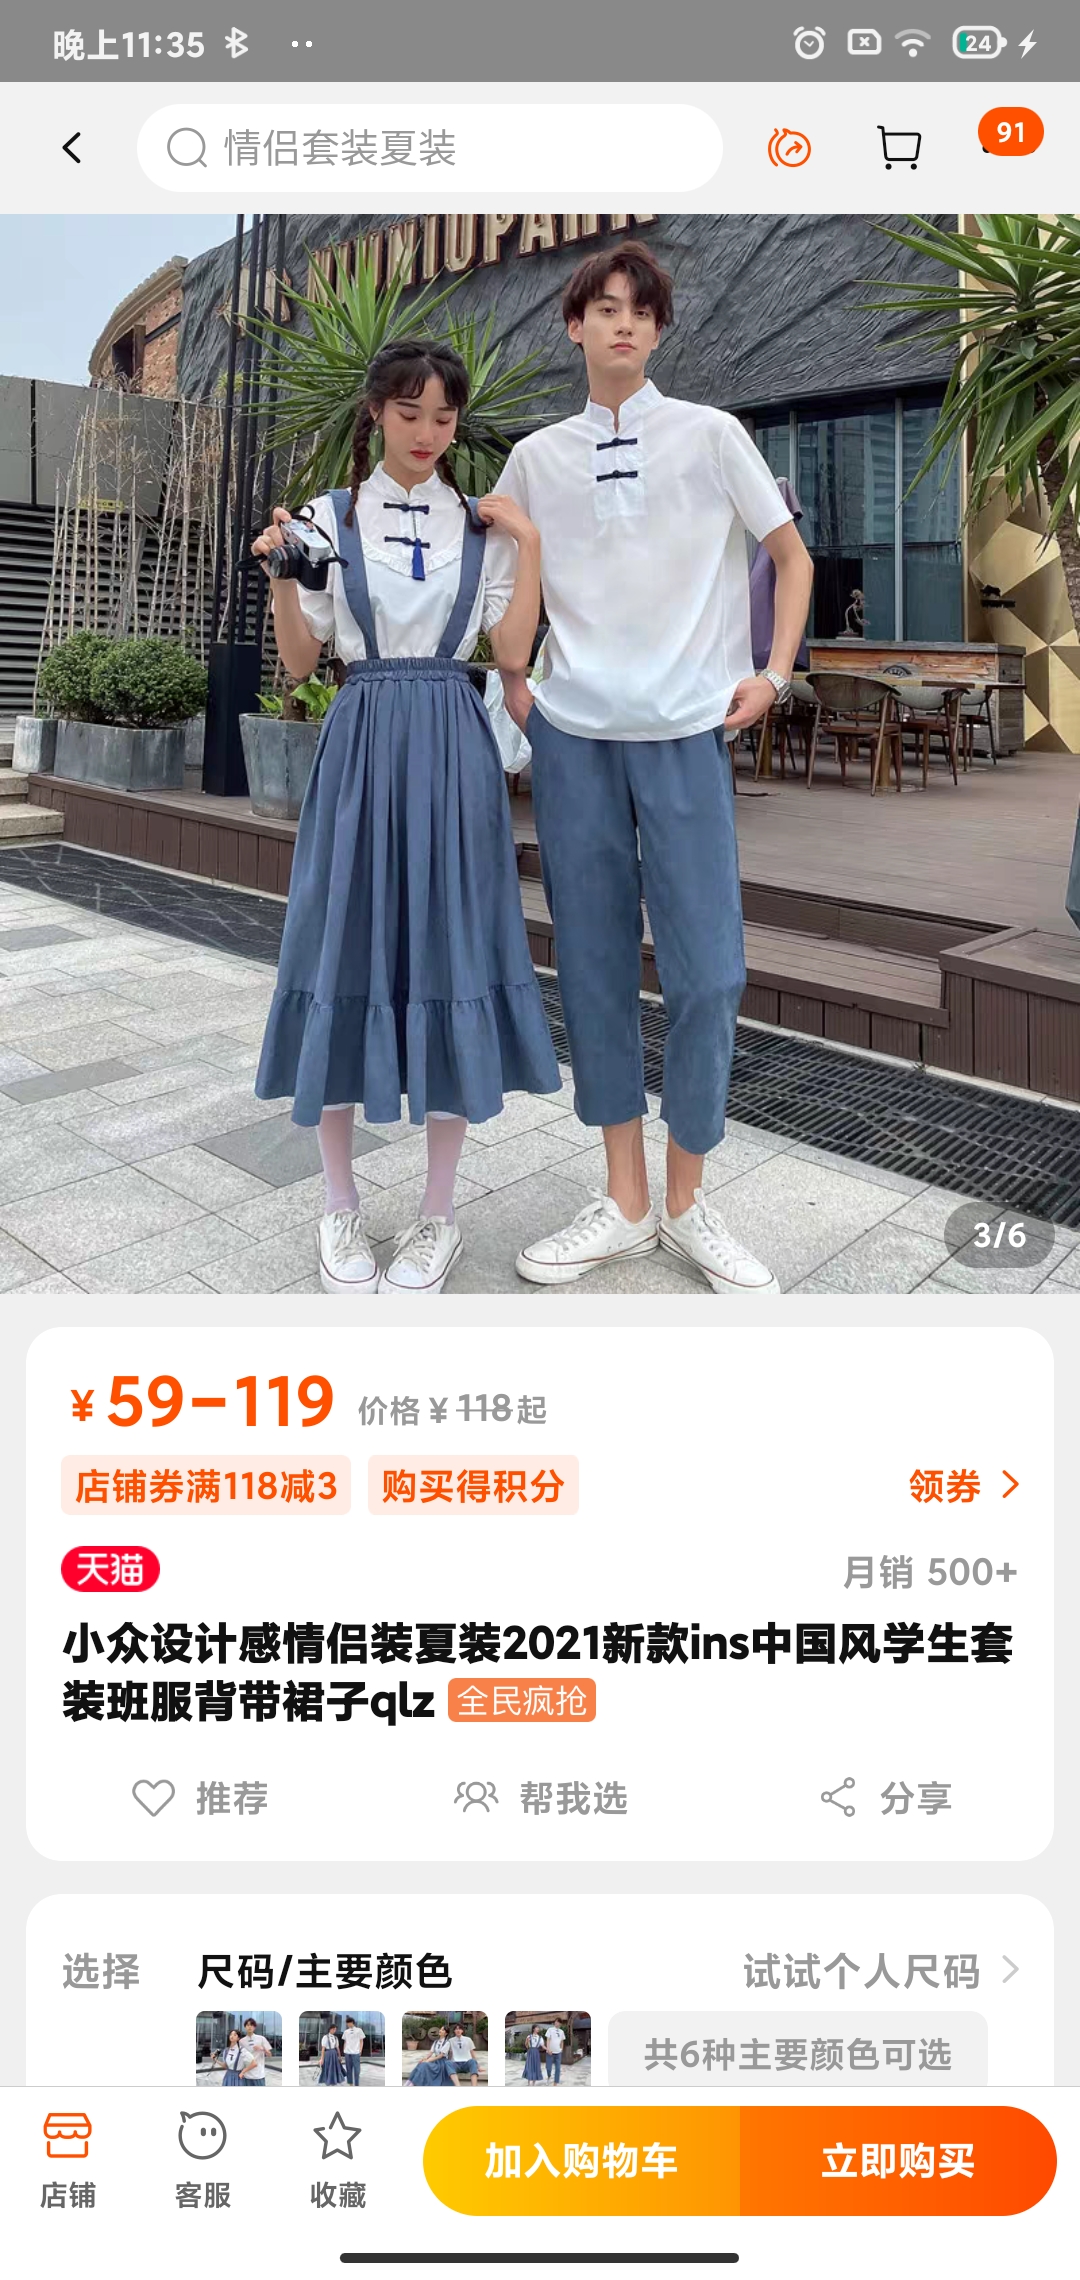 晚上11:35
24
情侣套装夏装
91
3/6
¥59-119 价格¥118起
店铺券满118减3 购买得积分 领券
天猫 月销 500+
小众设计感情侣装夏装2021新款ins中国风学生套
装班服背带裙子qlz 全民疯抢
推荐 帮我选 分享
选择 尺码/主要颜色 试试个人尺码
共6种主要颜色可选
店铺 客服 收藏 加入购物车 立即购买